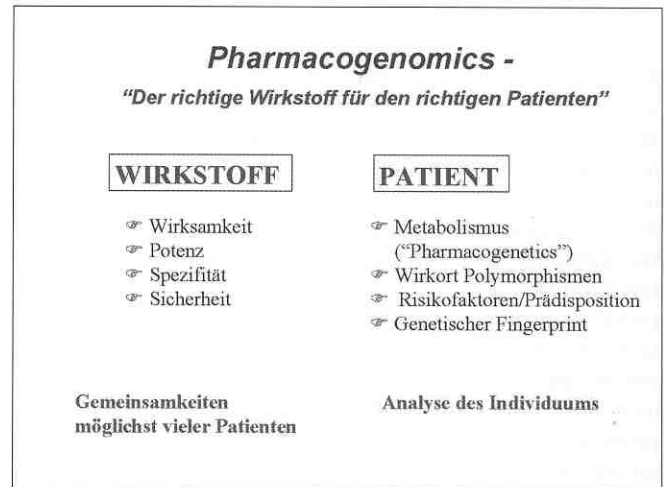 Pharmacogenomics -
"Der richtige Wirkstoff für den richtigen Patienten"
WIRKSTOFF
Wirksamkeit
Potenz
Spezifität
Sicherheit
Gemeinsamkeiten
möglichst vieler Patienten
PATIENT
Metabolismus
("Pharmacogenetics")
Wirkort Polymorphismen
Risikofaktoren/Prädisposition
Genetischer Fingerprint
Analyse des Individuums